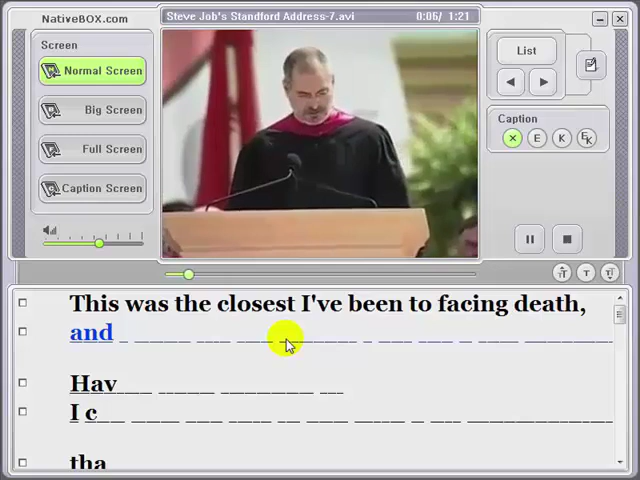 NativeBOX.com
Steve Job's Standford Address-7.avi
0:05/ 1:21
Screen
Normal Screen
Big Screen
Full Screen
Caption Screen
List
Caption
X E K EK
T T T
This was the closest I've been to facing death,
and
Hav
I c
tha